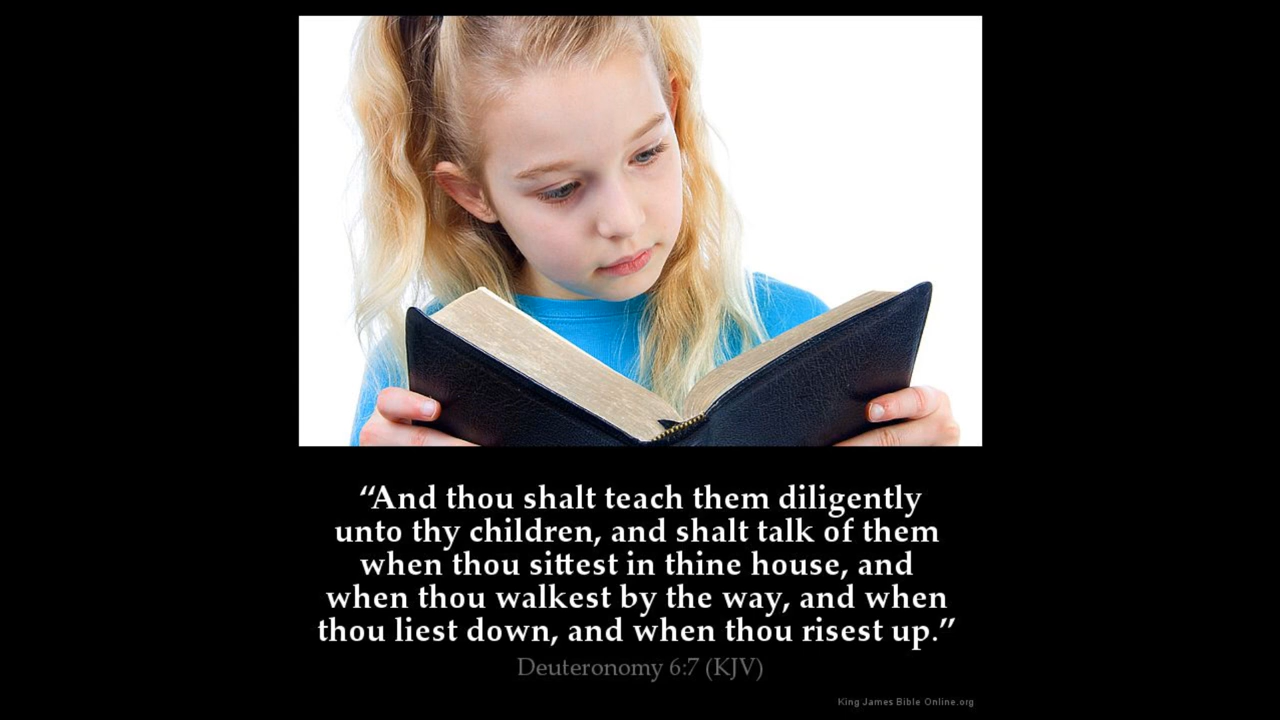 “And thou shalt teach them diligently
unto thy children, and shalt talk of them
when thou sittest in thine house, and
when thou walkest by the way, and when
thou liest down, and when thou risest up.”
Deuteronomy 6:7 (KJV)
King James Bible Online.org